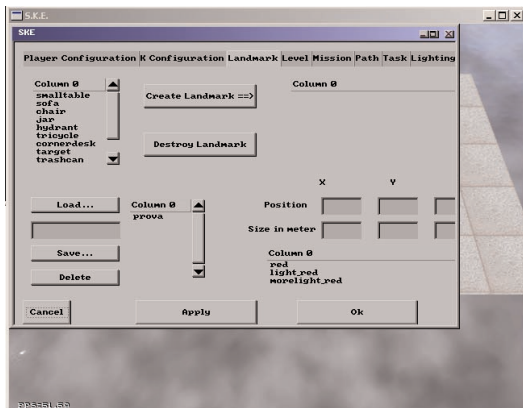 S.K.E.
SKE
Player Configuration K Configuration Landmark Level Mission Path Task Lighting
Column 0
smalltable
sofa
chair
jar
hydrant
tricycle
cornerdesk
target
trashcan
Create Landmark ==>
Destroy Landmark
Column 0
X Y
Position
Size in meter
Load...
Save...
Delete
Column 0
prova
Column 0
red
light_red
morelight_red
Cancel
Apply
Ok